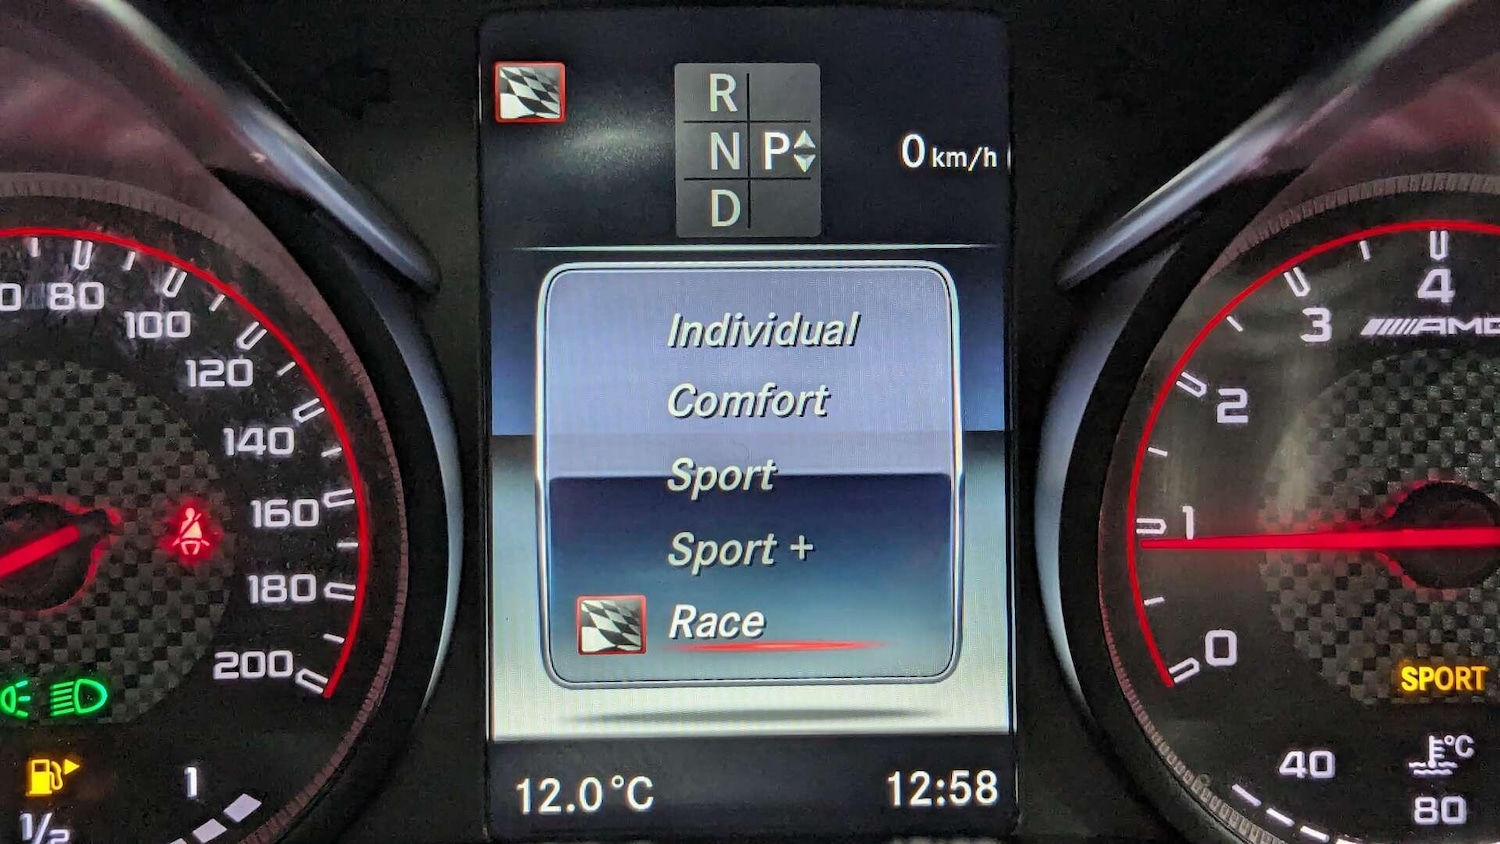 R
N P
D
0 km/h
Individual
Comfort
Sport
Sport +
Race
12.0°C
12:58
80
100
120
140
160
180
200
1
1/2
4
3
AMG
2
1
0
SPORT
40
°C
80